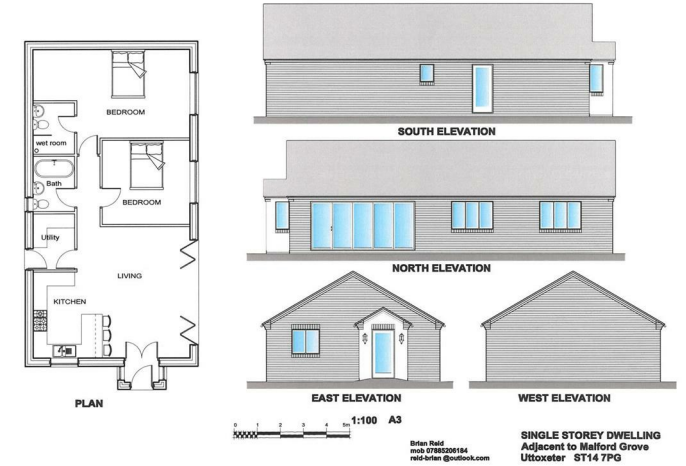 SOUTH ELEVATION
BEDROOM
wet room
Bath
BEDROOM
Utility
LIVING
KITCHEN
NORTH ELEVATION
PLAN
EAST ELEVATION
WEST ELEVATION
1:100 A3
0 1 2 3 4 5m
Brian Reid
mob 07885206184
reid-brian @outlook.com
SINGLE STOREY DWELLING
Adjacent to Malford Grove
Uttoxeter ST14 7PG